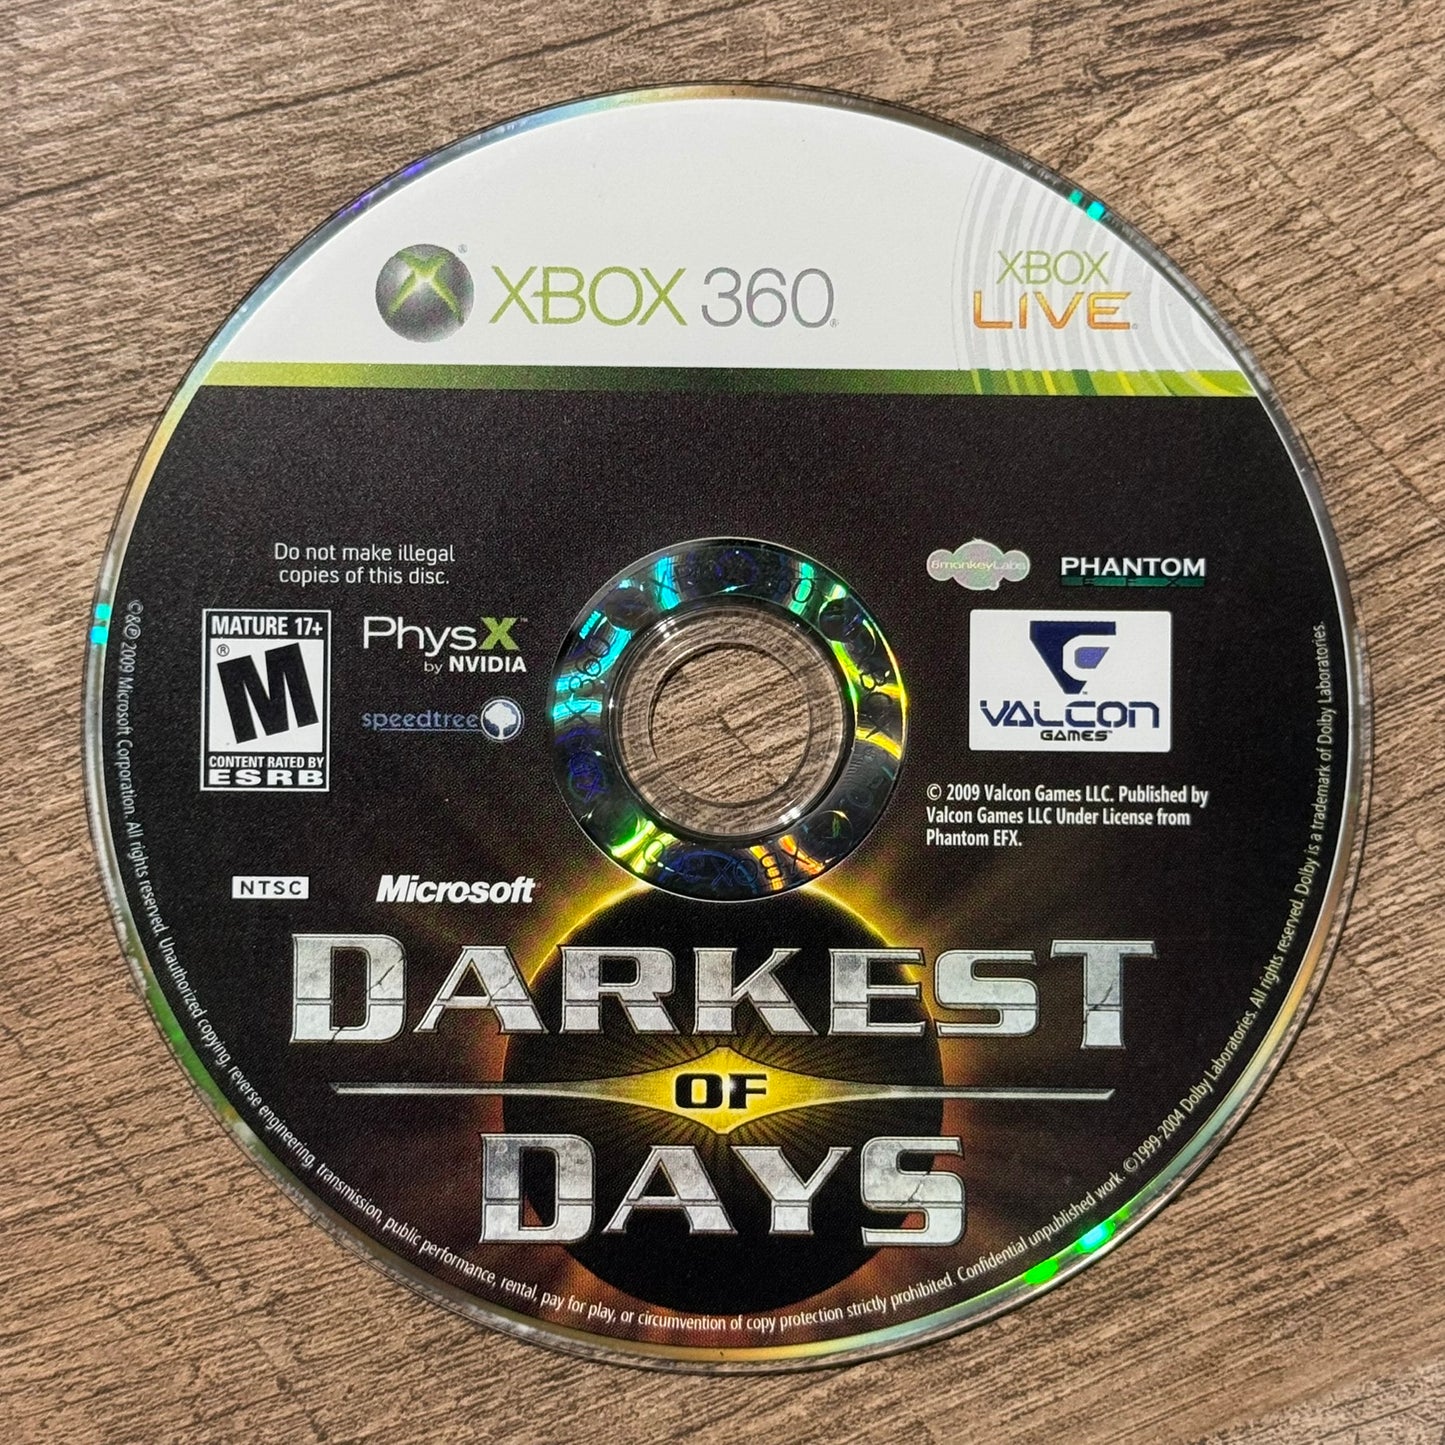 XBOX 360
XBOX
LIVE
Do not make illegal
copies of this disc.
MATURE 17+
M
CONTENT RATED BY
ESRB
PhysX™
by NVIDIA
speedtree
8monkeyLabs
PHANTOM
EFX
VALCON
GAMES™
© 2009 Valcon Games LLC. Published by
Valcon Games LLC Under License from
Phantom EFX.
NTSC
Microsoft
DARKEST
OF
DAYS
©&℗ 2009 Microsoft Corporation. All rights reserved. Unauthorized copying, reverse engineering, transmission, public performance, rental, pay for play, or circumvention of copy protection strictly prohibited. Confidential unpublished work. ©1999-2004 Dolby Laboratories. All rights reserved. Dolby is a trademark of Dolby Laboratories.